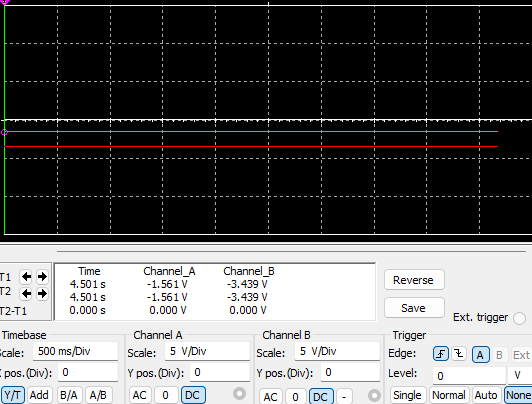 Time Channel_A Channel_B
T1 4.501 s -1.561 V -3.439 V
T2 4.501 s -1.561 V -3.439 V
T2-T1 0.000 s 0.000 V 0.000 V
Reverse
Save
Ext. trigger
Timebase
Scale: 500 ms/Div
X pos.(Div): 0
Y/T Add B/A A/B
Channel A
Scale: 5 V/Div
Y pos.(Div): 0
AC 0 DC
Channel B
Scale: 5 V/Div
Y pos.(Div): 0
AC 0 DC -
Trigger
Edge: A B Ext
Level: 0 V
Single Normal Auto None